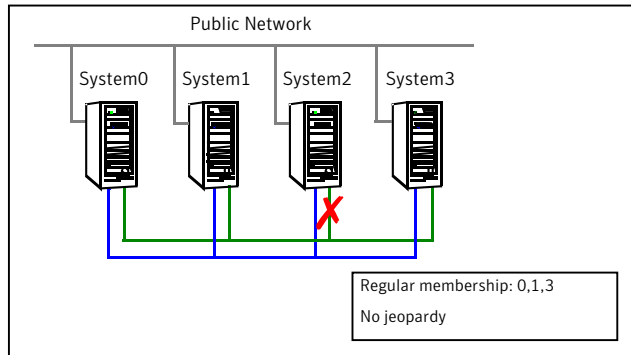 Public Network
System0
System1
System2
System3
Regular membership: 0,1,3
No jeopardy